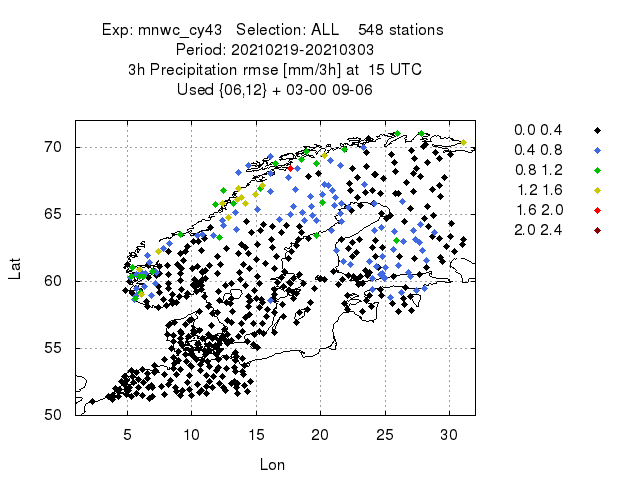 Exp: mnwc_cy43   Selection: ALL    548 stations
Period: 20210219-20210303
3h Precipitation rmse [mm/3h] at  15 UTC
Used {06,12} + 03-00 09-06
0.0 0.4
0.4 0.8
0.8 1.2
1.2 1.6
1.6 2.0
2.0 2.4
70
65
60
55
50
Lat
5 10 15 20 25 30
Lon